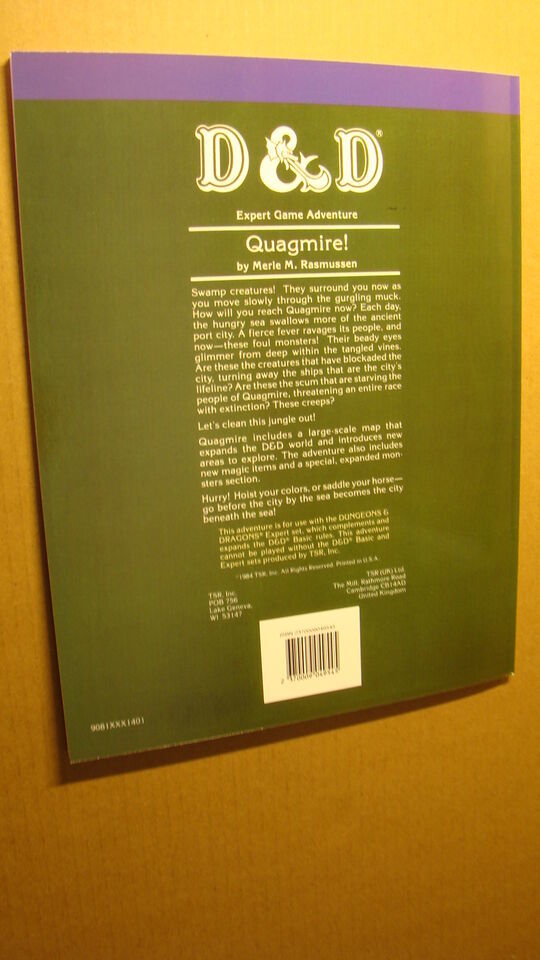 D&D®
Expert Game Adventure
Quagmire!
by Merle M. Rasmussen
Swamp creatures! They surround you now as
you move slowly through the gurgling muck.
How will you reach Quagmire now? Each day,
the hungry sea swallows more of the ancient
port city. A fierce fever ravages its people, and
now—these foul monsters! Their beady eyes
glimmer from deep within the tangled vines.
Are these the creatures that have blockaded the
city, turning away the ships that are the city's
lifeline? Are these the scum that are starving the
people of Quagmire, threatening an entire race
with extinction? These creeps?
Let's clean this jungle out!
Quagmire includes a large-scale map that
expands the D&D world and introduces new
areas to explore. The adventure also includes
new magic items and a special, expanded mon-
sters section.
Hurry! Hoist your colors, or saddle your horse—
go before the city by the sea becomes the city
beneath the sea!
This adventure is for use with the DUNGEONS &
DRAGONS® Expert set, which complements and
expands the D&D® Basic rules. This adventure
cannot be played without the D&D® Basic and
Expert sets produced by TSR, Inc.
©1984 TSR, Inc. All Rights Reserved. Printed in U.S.A.
TSR, Inc.
POB 756
Lake Geneva,
WI 53147
TSR (UK) Ltd.
The Mill, Rathmore Road
Cambridge CB14AD
United Kingdom
2 370006 049543
9081XXX1401